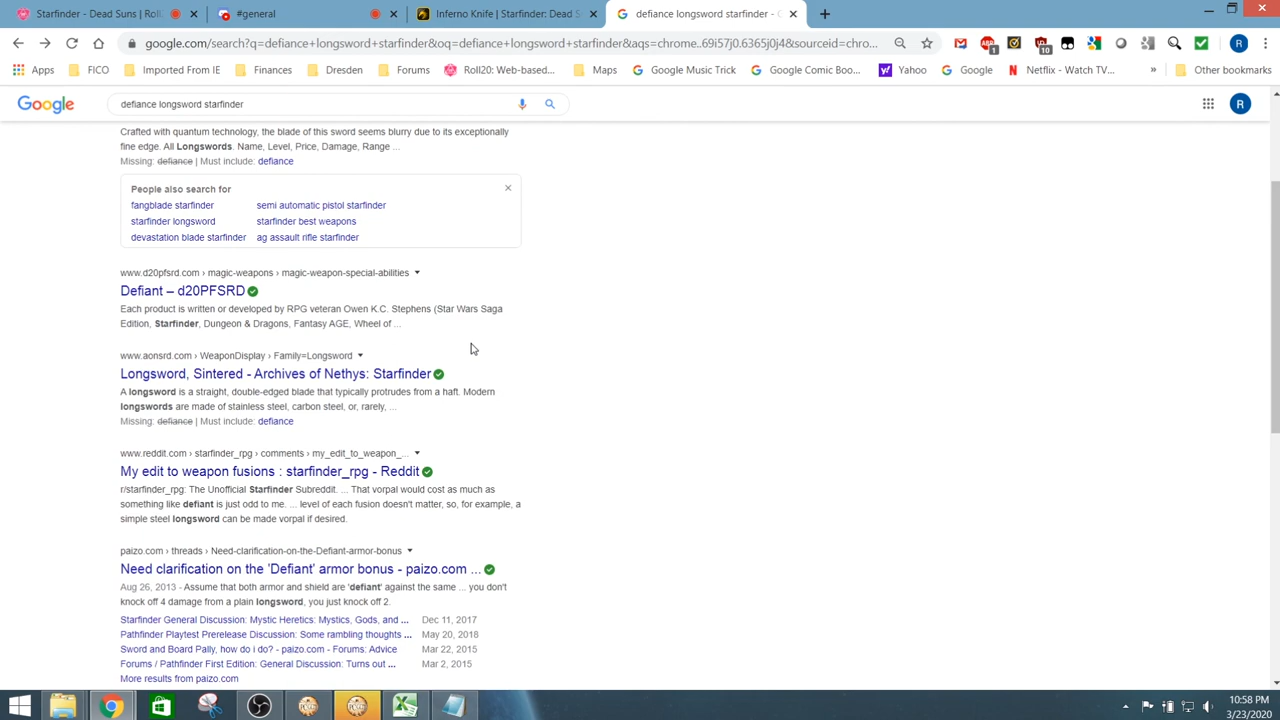 Starfinder - Dead Suns | Roll
#general
Inferno Knife | Starfinder: Dead S
defiance longsword starfinder - G
google.com/search?q=defiance+longsword+starfinder&oq=defiance+longsword+starfinder&aqs=chrome..69i57j0.6365j0j4&sourceid=chro...
1
10
R
Apps
FICO
Imported From IE
Finances
Dresden
Forums
Roll20: Web-based...
Maps
Google Music Trick
Google Comic Boo...
Yahoo
Google
Netflix - Watch TV...
»
Other bookmarks
Google
defiance longsword starfinder
R
Crafted with quantum technology, the blade of this sword seems blurry due to its exceptionally
fine edge. All Longswords. Name, Level, Price, Damage, Range ...
Missing: defiance | Must include: defiance
People also search for
fangblade starfinder
semi automatic pistol starfinder
starfinder longsword
starfinder best weapons
devastation blade starfinder
ag assault rifle starfinder
www.d20pfsrd.com › magic-weapons › magic-weapon-special-abilities
Defiant – d20PFSRD
Each product is written or developed by RPG veteran Owen K.C. Stephens (Star Wars Saga
Edition, Starfinder, Dungeon & Dragons, Fantasy AGE, Wheel of ...
www.aonsrd.com › WeaponDisplay › Family=Longsword
Longsword, Sintered - Archives of Nethys: Starfinder
A longsword is a straight, double-edged blade that typically protrudes from a haft. Modern
longswords are made of stainless steel, carbon steel, or, rarely, ...
Missing: defiance | Must include: defiance
www.reddit.com › starfinder_rpg › comments › my_edit_to_weapon_...
My edit to weapon fusions : starfinder_rpg - Reddit
r/starfinder_rpg: The Unofficial Starfinder Subreddit. ... That vorpal would cost as much as
something like defiant is just odd to me. ... level of each fusion doesn't matter, so, for example, a
simple steel longsword can be made vorpal if desired.
paizo.com › threads › Need-clarification-on-the-Defiant-armor-bonus
Need clarification on the 'Defiant' armor bonus - paizo.com ...
Aug 26, 2013 - Assume that both armor and shield are 'defiant' against the same ... you don't
knock off 4 damage from a plain longsword, you just knock off 2.
Starfinder General Discussion: Mystic Heretics: Mystics, Gods, and ... Dec 11, 2017
Pathfinder Playtest Prerelease Discussion: Some rambling thoughts ... May 20, 2018
Sword and Board Pally, how do i do? - paizo.com - Forums: Advice Mar 22, 2015
Forums / Pathfinder First Edition: General Discussion: Turns out ... Mar 2, 2015
More results from paizo.com
10:58 PM
3/23/2020